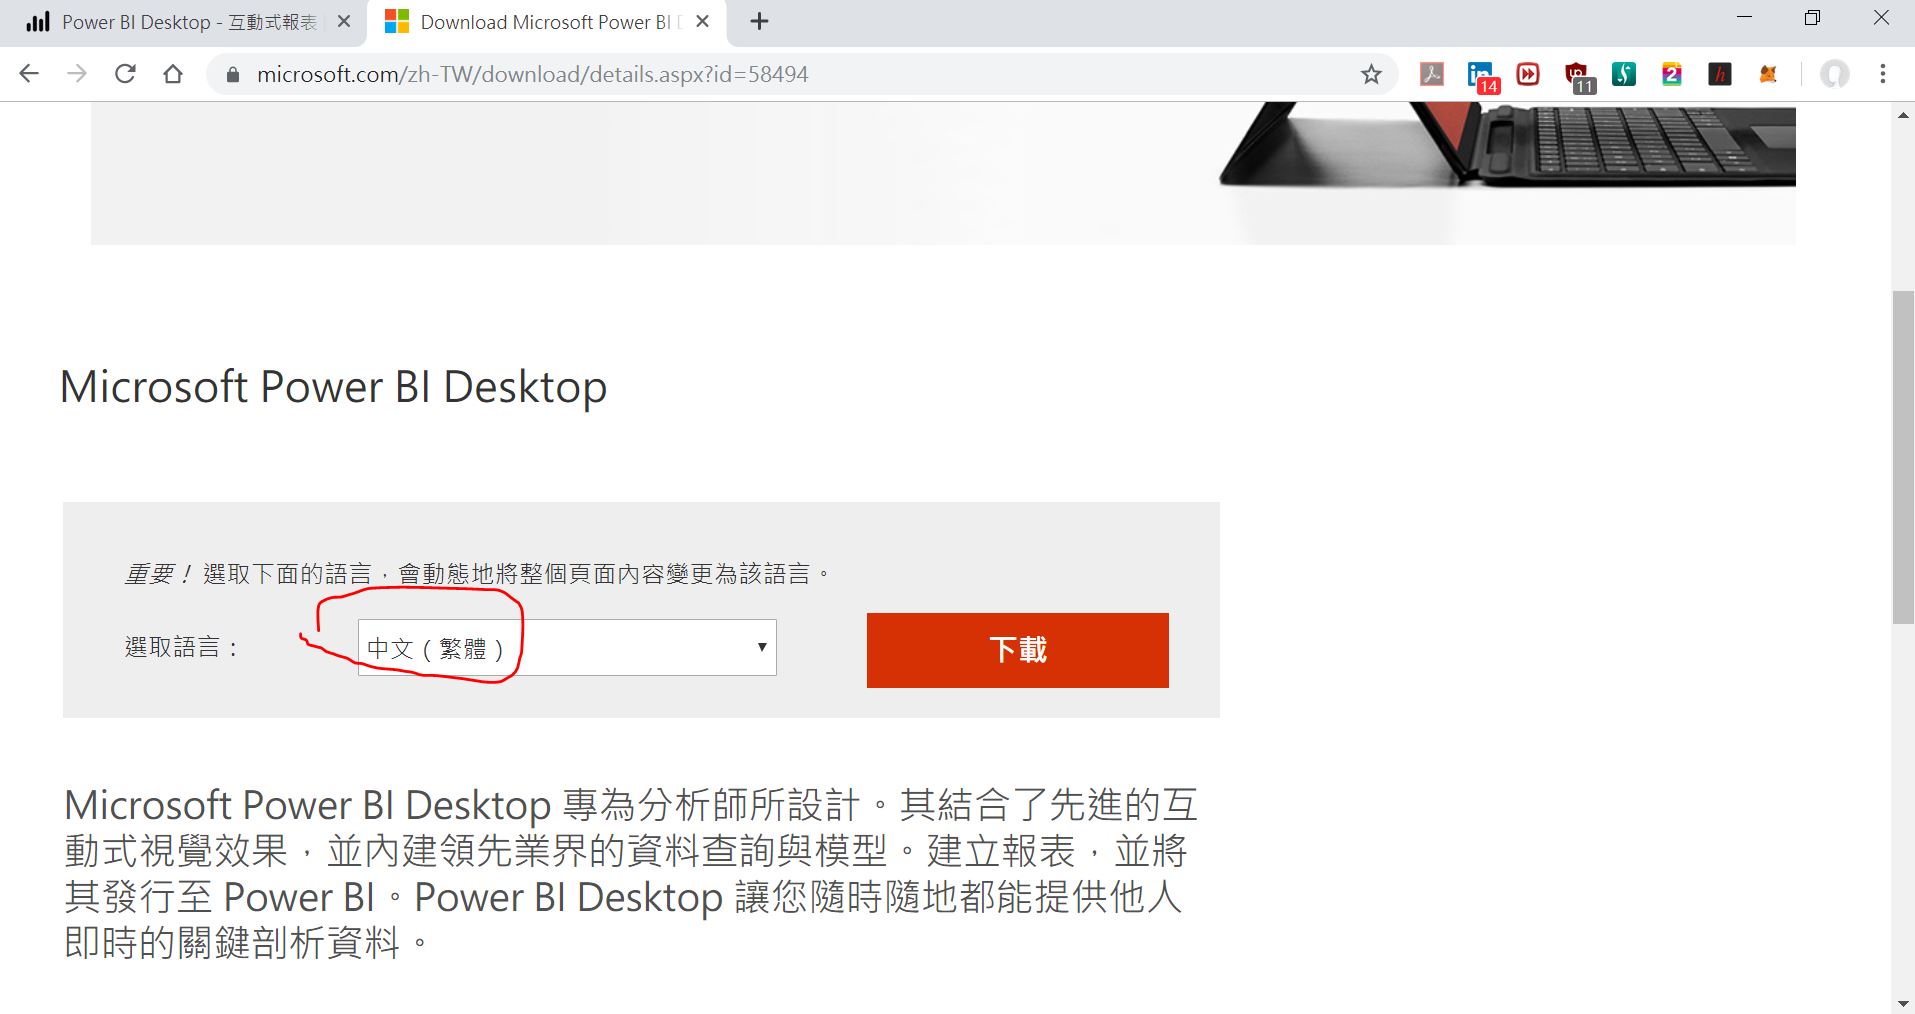 Power BI Desktop - 互動式報表
Download Microsoft Power BI D
microsoft.com/zh-TW/download/details.aspx?id=58494
14
11
2
h
Microsoft Power BI Desktop
重要！選取下面的語言，會動態地將整個頁面內容變更為該語言。
選取語言：
中文（繁體）
下載
Microsoft Power BI Desktop 專為分析師所設計。其結合了先進的互
動式視覺效果，並內建領先業界的資料查詢與模型。建立報表，並將
其發行至 Power BI。Power BI Desktop 讓您隨時隨地都能提供他人
即時的關鍵剖析資料。